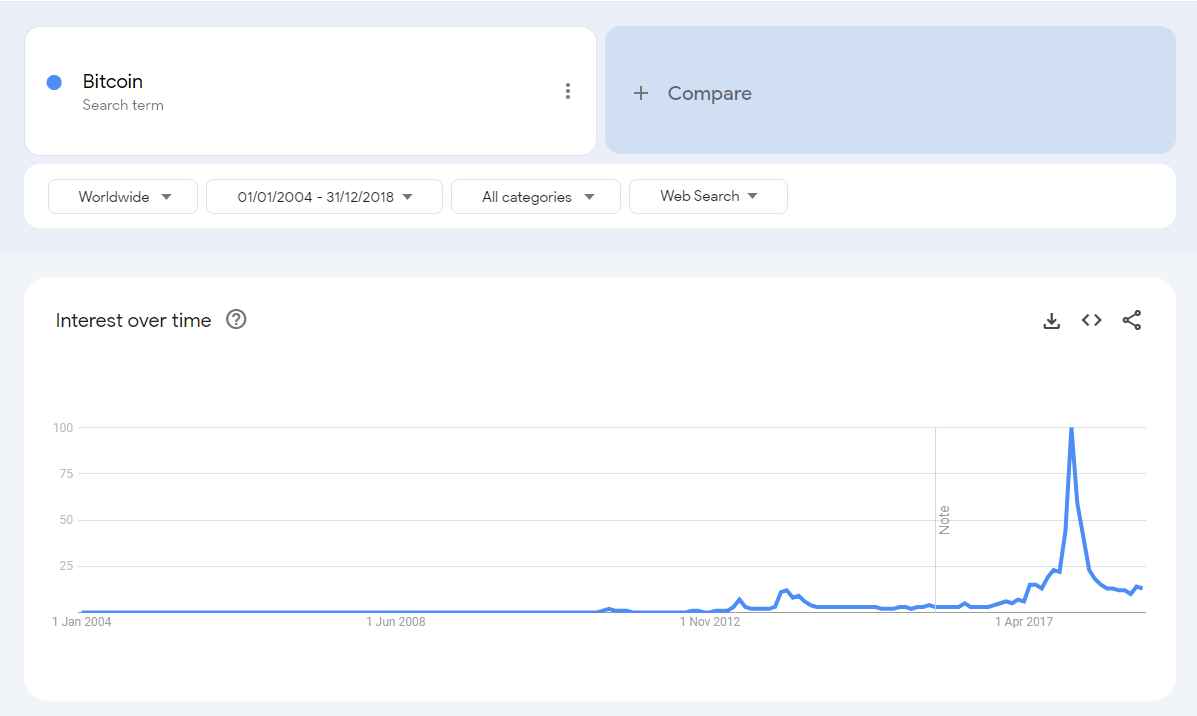 Bitcoin
Search term
+ Compare
Worldwide
01/01/2004 - 31/12/2018
All categories
Web Search
Interest over time
100
75
50
25
Note
1 Jan 2004
1 Jun 2008
1 Nov 2012
1 Apr 2017